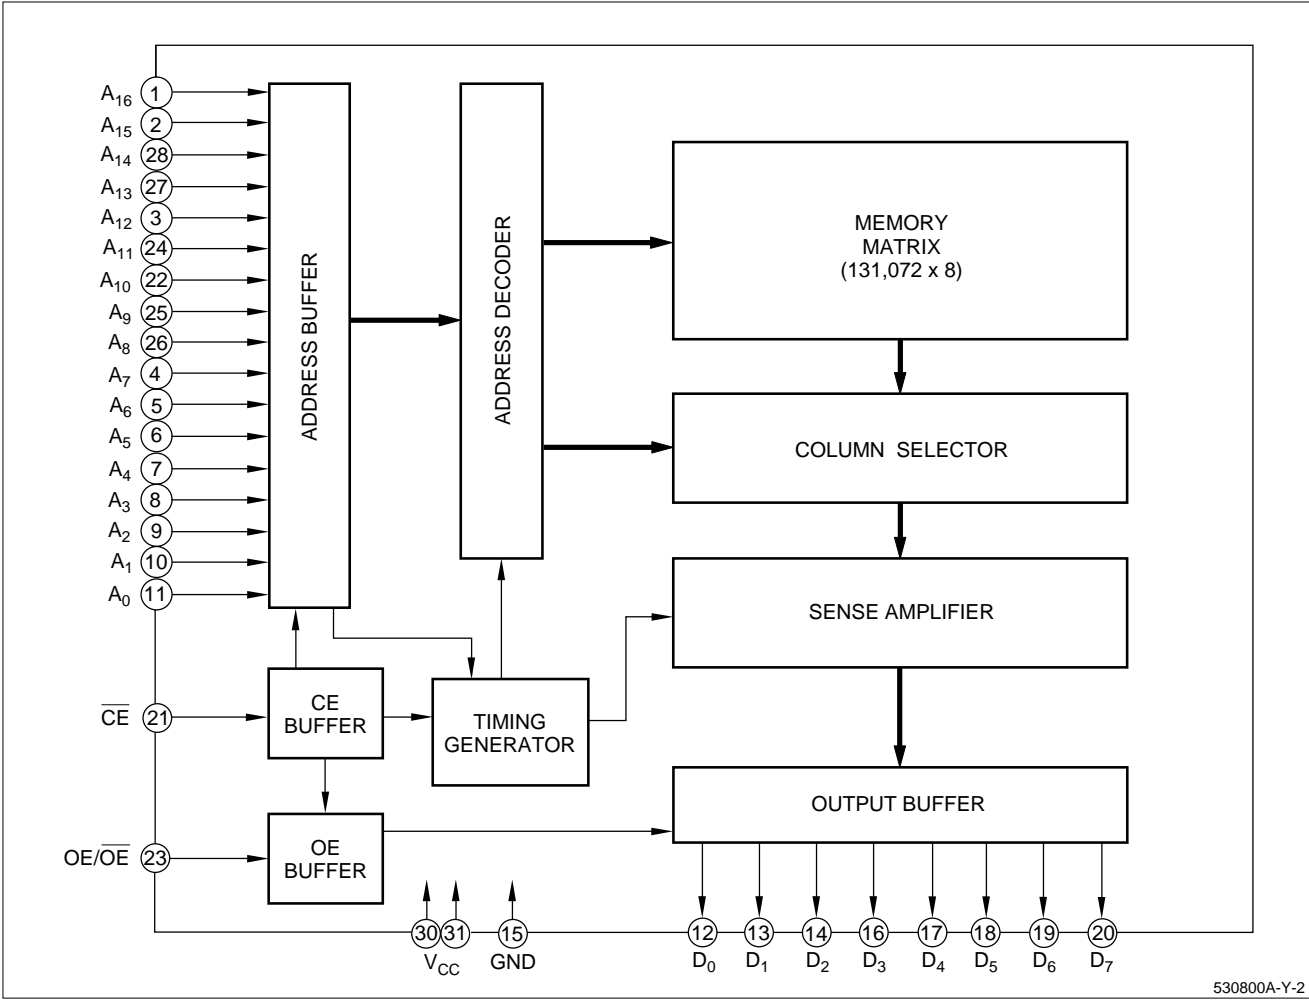 A16 1
A15 2
A14 28
A13 27
A12 3
A11 24
A10 22
A9 25
A8 26
A7 4
A6 5
A5 6
A4 7
A3 8
A2 9
A1 10
A0 11
CE 21
OE/OE 23
ADDRESS BUFFER
ADDRESS DECODER
MEMORY
MATRIX
(131,072 x 8)
COLUMN SELECTOR
SENSE AMPLIFIER
CE
BUFFER
TIMING
GENERATOR
OUTPUT BUFFER
OE
BUFFER
30 31 15 12 13 14 16 17 18 19 20
VCC GND D0 D1 D2 D3 D4 D5 D6 D7
530800A-Y-2